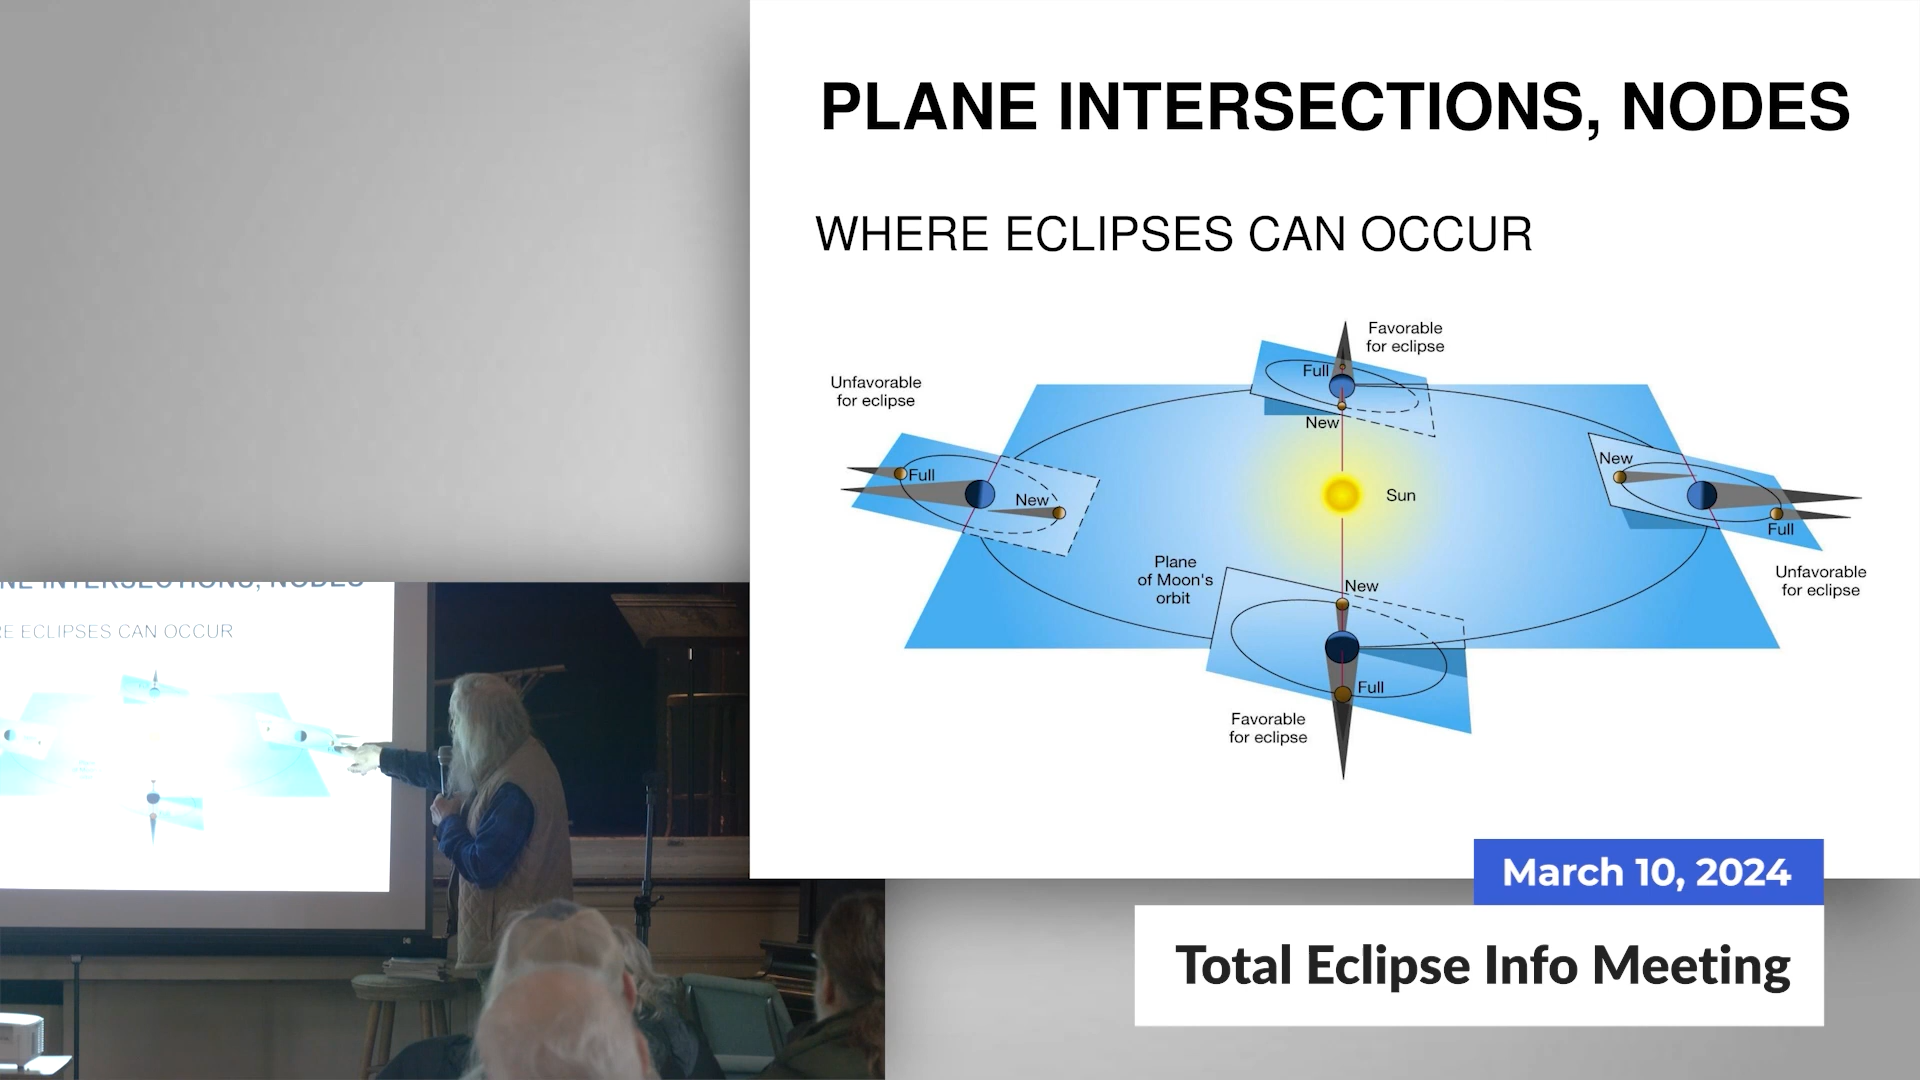 PLANE INTERSECTIONS, NODES
WHERE ECLIPSES CAN OCCUR
Favorable
for eclipse
Unfavorable
for eclipse
Full
New
Full
New
Sun
New
Full
Unfavorable
for eclipse
Plane
of Moon's
orbit
New
Full
Favorable
for eclipse
NE INTERSECTIONS, NODES
RE ECLIPSES CAN OCCUR
March 10, 2024
Total Eclipse Info Meeting